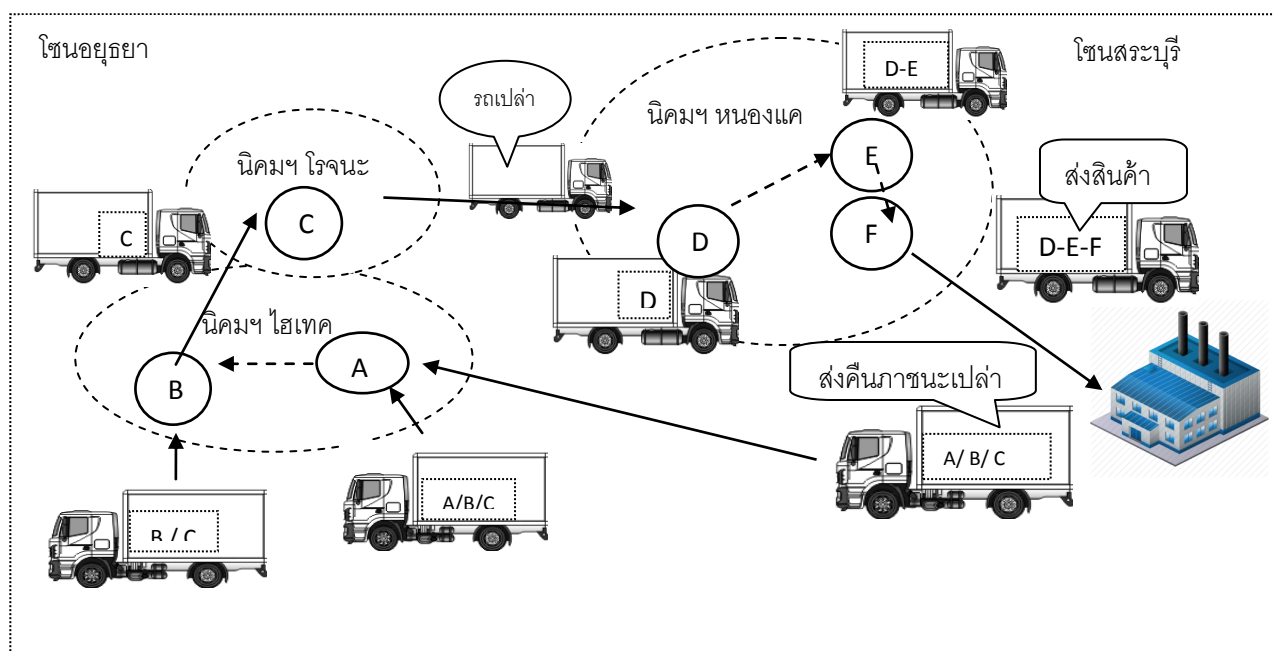 โซนอยุธยา
โซนสระบุรี
D-E
รถเปล่า
นิคมฯ หนองแค
นิคมฯ โรจนะ
E
ส่งสินค้า
C
C
D
F
D-E-F
D
นิคมฯ ไฮเทค
A
B
ส่งคืนภาชนะเปล่า
A/ B/ C
A/B/C
B / C